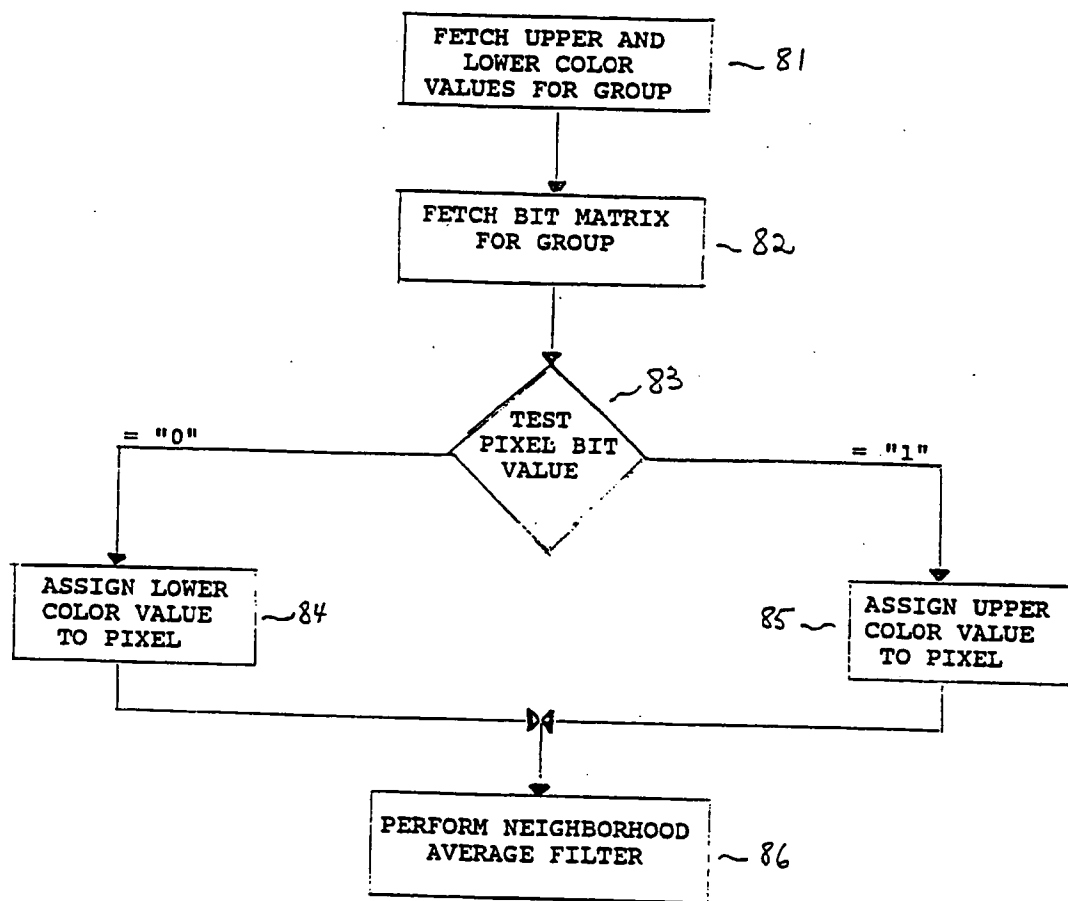 FETCH UPPER AND
LOWER COLOR
VALUES FOR GROUP
~ 81
FETCH BIT MATRIX
FOR GROUP
~ 82
~ 83
TEST
PIXEL BIT
VALUE
= "0"
= "1"
ASSIGN LOWER
COLOR VALUE
TO PIXEL
~84
85 ~
ASSIGN UPPER
COLOR VALUE
TO PIXEL
PERFORM NEIGHBORHOOD
AVERAGE FILTER
~ 86